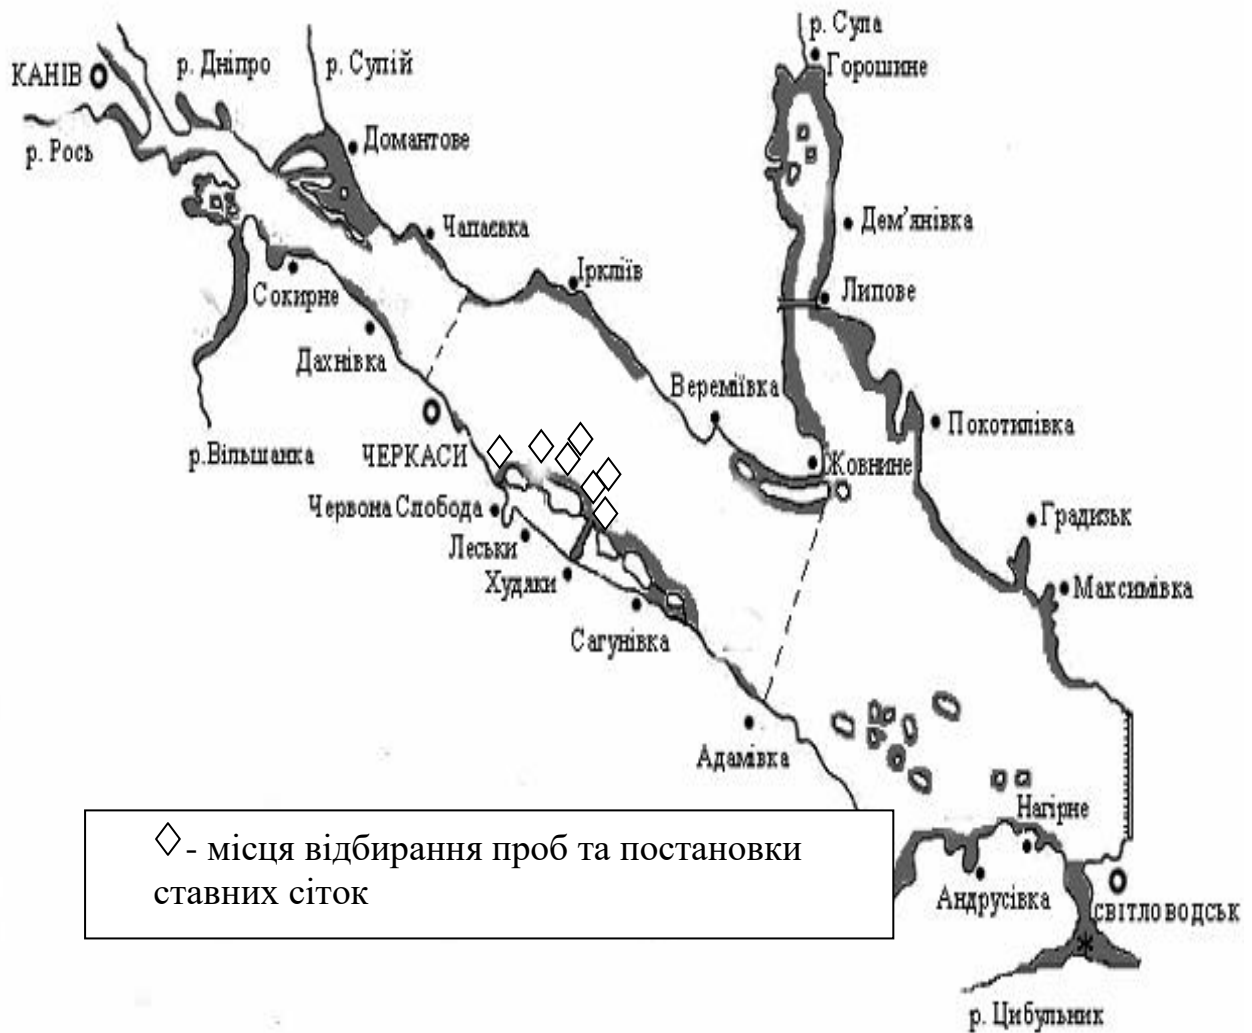 р. Сула
Горошине
КАНІВ
р. Дніпро
р. Супій
р. Рось
Домантове
Чапаєвка
Дем'янівка
Іркліїв
Липове
Сокирне
Дахнівка
Вереміївка
Покотилівка
р.Вільшанка
ЧЕРКАСИ
Жовнине
Червона Слобода
Градизьк
Леськи
Худяки
Максимівка
Сагунівка
Адамівка
Нагірне
- місця відбирання проб та постановки
ставних сіток
Андрусівка
СВІТЛОВОДСЬК
р. Цибульник